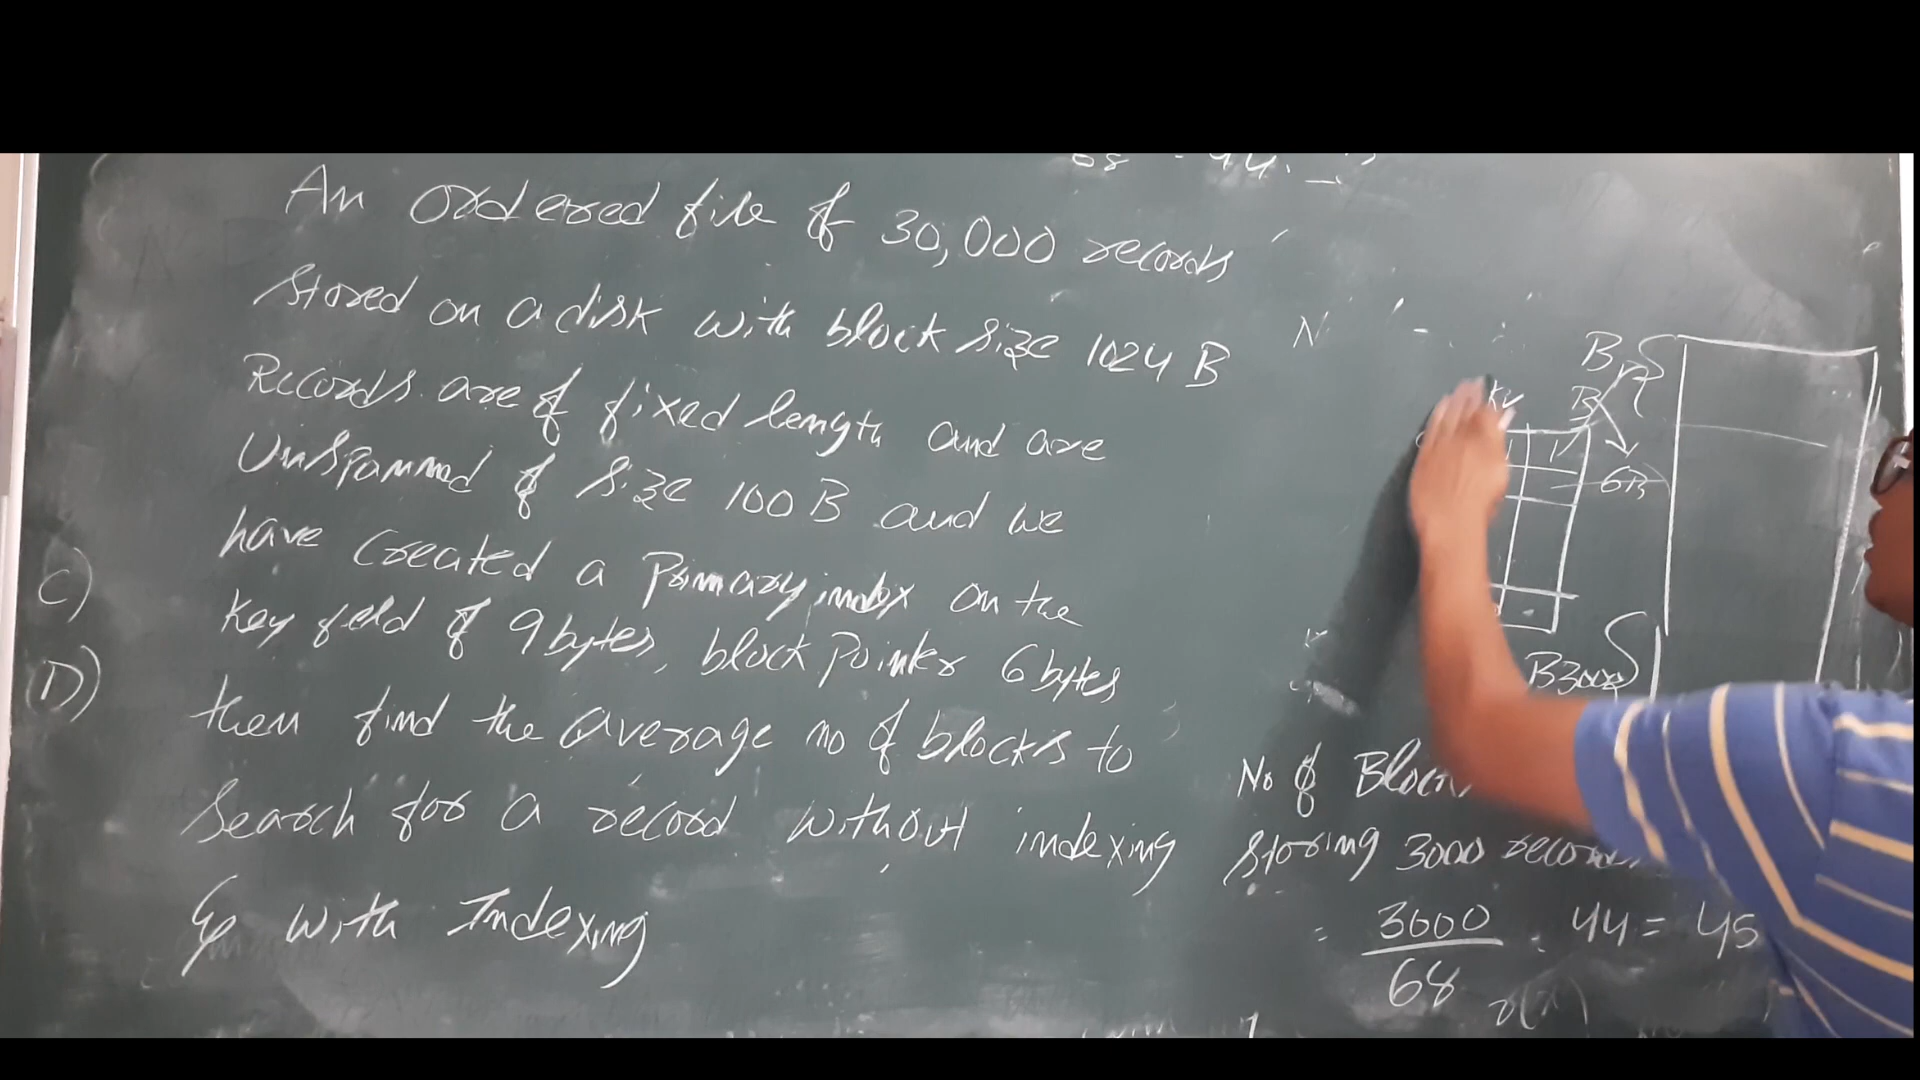 An ordered file of 30,000 records
Stored on a disk with block size 1024 B
Records are of fixed length and are
Unspanned of size 100 B and we
have created a Primary index on the
C)
key field of 9 bytes, block Pointer 6 bytes
D)
then find the average no of blocks to
Search for a record without indexing
& with Indexing
N
B1
KV
B
6B
B3000
No of Block
Storing 3000 recor
= 3000 / 68 = 44 = 45